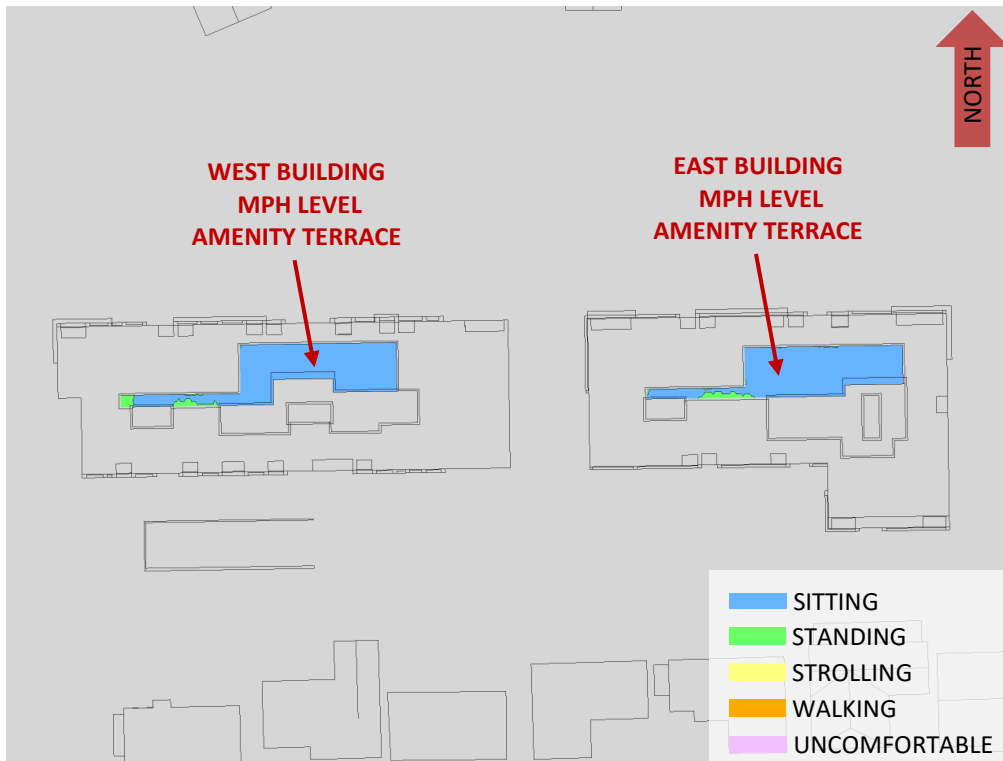 NORTH
WEST BUILDING
MPH LEVEL
AMENITY TERRACE
EAST BUILDING
MPH LEVEL
AMENITY TERRACE
SITTING
STANDING
STROLLING
WALKING
UNCOMFORTABLE